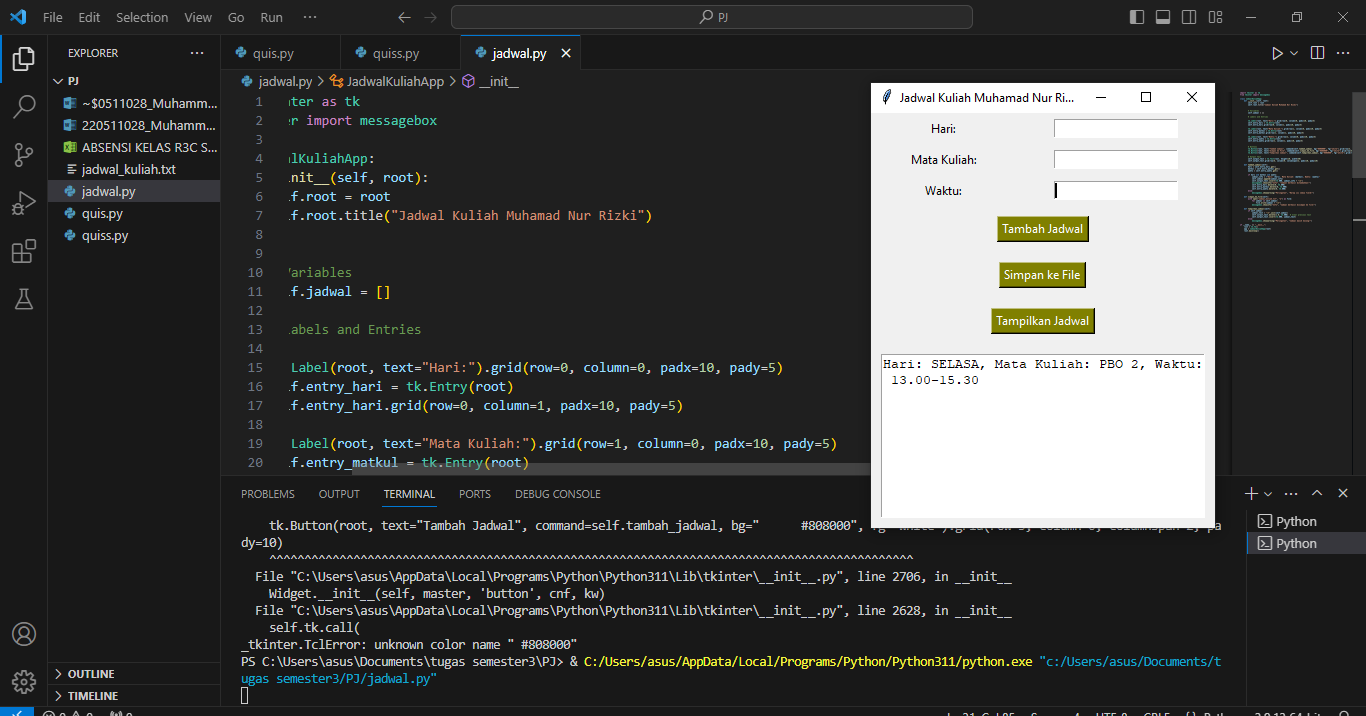 File Edit Selection View Go Run ··· PJ
EXPLORER ···
quis.py quiss.py jadwal.py
PJ
~$0511028_Muhamm...
220511028_Muhamm...
ABSENSI KELAS R3C S...
jadwal_kuliah.txt
jadwal.py
quis.py
quiss.py
OUTLINE
TIMELINE
jadwal.py > JadwalKuliahApp > __init__
1 iter as tk
2 er import messagebox
3
4 alKuliahApp:
5 init__(self, root):
6 lf.root = root
7 lf.root.title("Jadwal Kuliah Muhamad Nur Rizki")
8
9
10 Variables
11 lf.jadwal = []
12
13 abels and Entries
14
15 Label(root, text="Hari:").grid(row=0, column=0, padx=10, pady=5)
16 lf.entry_hari = tk.Entry(root)
17 lf.entry_hari.grid(row=0, column=1, padx=10, pady=5)
18
19 Label(root, text="Mata Kuliah:").grid(row=1, column=0, padx=10, pady=5)
20 lf.entry_matkul = tk.Entry(root)
Jadwal Kuliah Muhamad Nur Ri...
Hari:
Mata Kuliah:
Waktu:
Tambah Jadwal
Simpan ke File
Tampilkan Jadwal
Hari: SELASA, Mata Kuliah: PBO 2, Waktu:
13.00-15.30
PROBLEMS OUTPUT TERMINAL PORTS DEBUG CONSOLE
tk.Button(root, text="Tambah Jadwal", command=self.tambah_jadwal, bg=" #808000", pa
dy=10)
^^^^^^^^^^^^^^^^^^^^^^^^^^^^^^^^^^^^^^^^^^^^^^^^^^^^^^^^^^^^^^^^^^^^^^^^^^^^^^^^^^^^^^^^^^^^
File "C:\Users\asus\AppData\Local\Programs\Python\Python311\Lib\tkinter\__init__.py", line 2706, in __init__
Widget.__init__(self, master, 'button', cnf, kw)
File "C:\Users\asus\AppData\Local\Programs\Python\Python311\Lib\tkinter\__init__.py", line 2628, in __init__
self.tk.call(
_tkinter.TclError: unknown color name " #808000"
PS C:\Users\asus\Documents\tugas semester3\PJ> & C:/Users/asus/AppData/Local/Programs/Python/Python311/python.exe "c:/Users/asus/Documents/t
ugas semester3/PJ/jadwal.py"
Python
Python